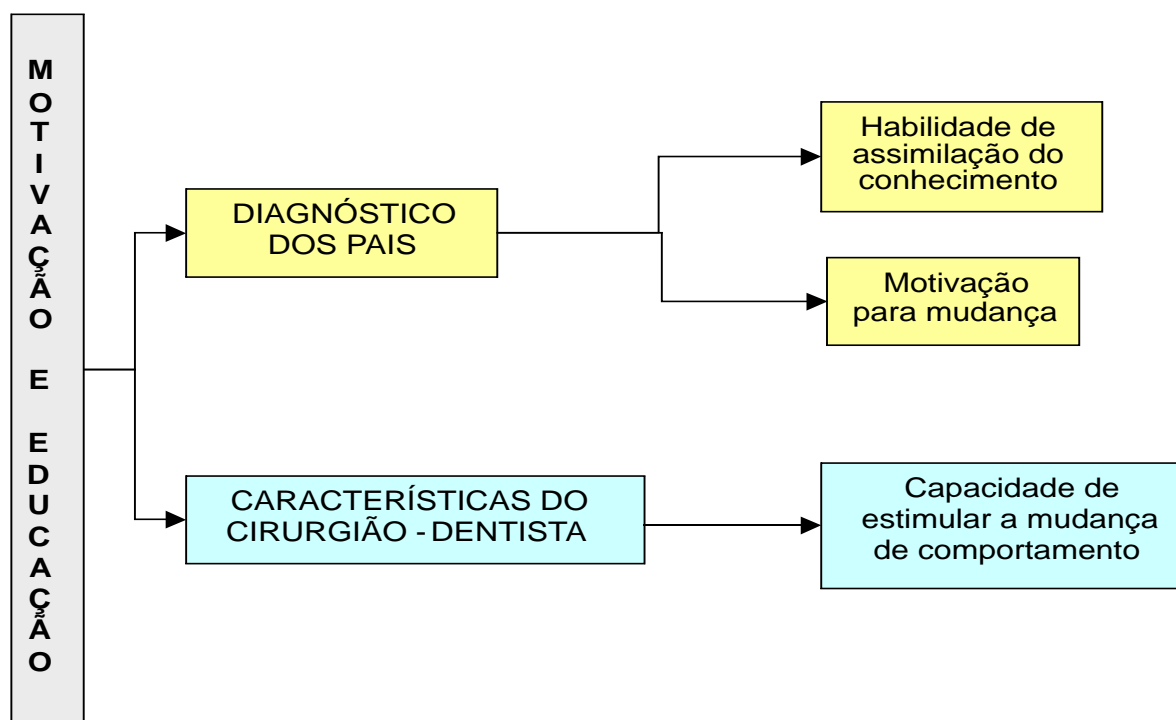 MOTIVAÇÃO E EDUCAÇÃO
DIAGNÓSTICO
DOS PAIS
Habilidade de
assimilação do
conhecimento
Motivação
para mudança
CARACTERÍSTICAS DO
CIRURGIÃO - DENTISTA
Capacidade de
estimular a mudança
de comportamento